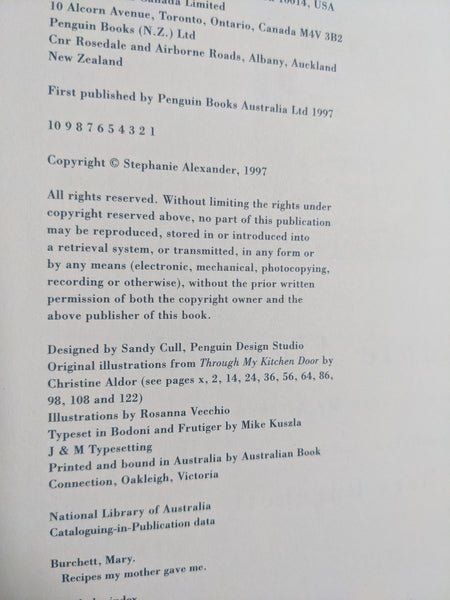 Canada Limited
10014, USA
10 Alcorn Avenue, Toronto, Ontario, Canada M4V 3B2
Penguin Books (N.Z.) Ltd
Cnr Rosedale and Airborne Roads, Albany, Auckland
New Zealand
First published by Penguin Books Australia Ltd 1997
10 9 8 7 6 5 4 3 2 1
Copyright © Stephanie Alexander, 1997
All rights reserved. Without limiting the rights under
copyright reserved above, no part of this publication
may be reproduced, stored in or introduced into
a retrieval system, or transmitted, in any form or
by any means (electronic, mechanical, photocopying,
recording or otherwise), without the prior written
permission of both the copyright owner and the
above publisher of this book.
Designed by Sandy Cull, Penguin Design Studio
Original illustrations from Through My Kitchen Door by
Christine Aldor (see pages x, 2, 14, 24, 36, 56, 64, 86,
98, 108 and 122)
Illustrations by Rosanna Vecchio
Typeset in Bodoni and Frutiger by Mike Kuszla
J & M Typesetting
Printed and bound in Australia by Australian Book
Connection, Oakleigh, Victoria
National Library of Australia
Cataloguing-in-Publication data
Burchett, Mary.
Recipes my mother gave me.
index